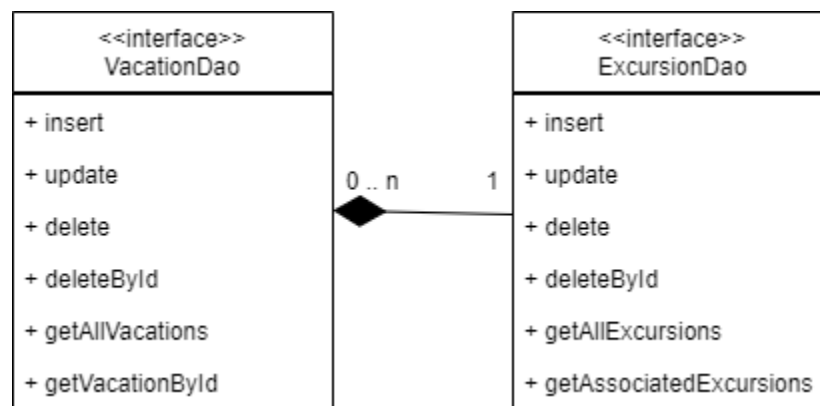 <<interface>>
VacationDao
+ insert
+ update
+ delete
+ deleteById
+ getAllVacations
+ getVacationById
0 .. n
1
<<interface>>
ExcursionDao
+ insert
+ update
+ delete
+ deleteById
+ getAllExcursions
+ getAssociatedExcursions